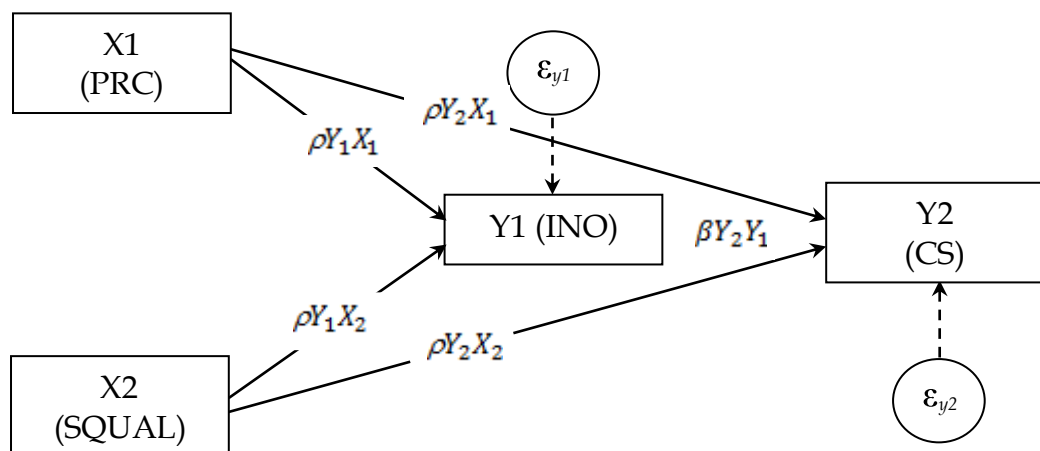 X1
(PRC)
εy1
ρY₂X₁
ρY₁X₁
Y1 (INO)
βY₂Y₁
Y2
(CS)
ρY₁X₂
ρY₂X₂
X2
(SQUAL)
εy2